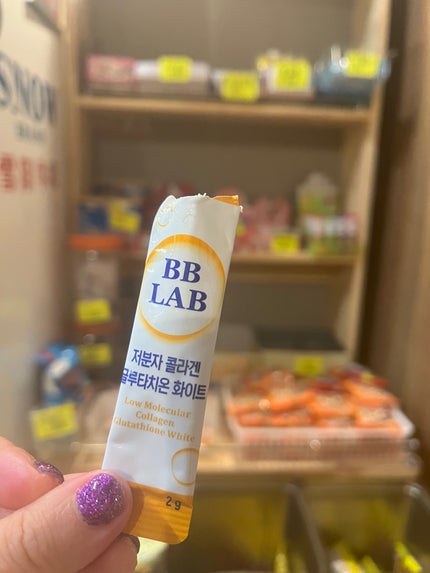 BB
LAB
저분자 콜라겐
글루타치온 화이트
Low Molecular
Collagen
Glutathione White
2g